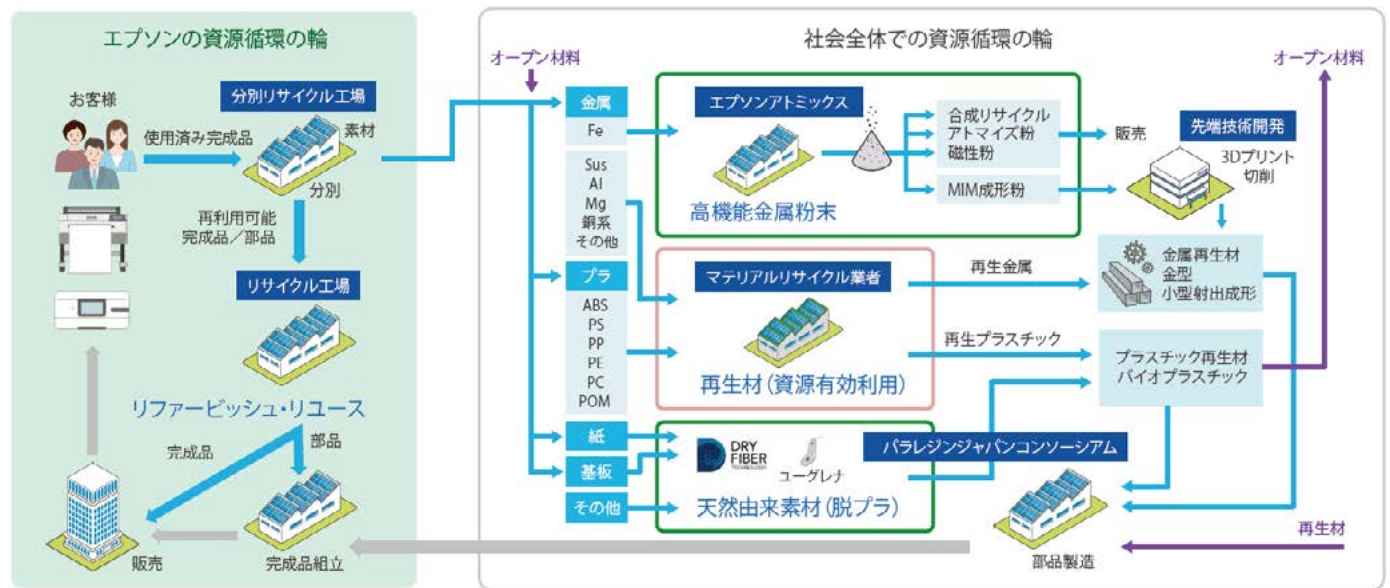 エプソンの資源循環の輪
お客様
使用済み完成品
分別リサイクル工場
素材
分別
再利用可能
完成品／部品
リサイクル工場
リファービッシュ・リユース
完成品
部品
販売
完成品組立
社会全体での資源循環の輪
オープン材料
金属
Fe
Sus
Al
Mg
銅系
その他
プラ
ABS
PS
PP
PE
PC
POM
紙
基板
その他
エプソンアトミックス
高機能金属粉末
合成リサイクル
アトマイズ粉
磁性粉
MIM成形粉
販売
先端技術開発
3Dプリント
切削
オープン材料
マテリアルリサイクル業者
再生材（資源有効利用）
再生金属
再生プラスチック
金属再生材
金型
小型射出成形
プラスチック再生材
バイオプラスチック
DRY
FIBER
TECHNOLOGY
ユーグレナ
パラレジンジャパンコンソーシアム
天然由来素材（脱プラ）
部品製造
再生材